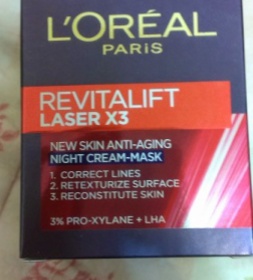 L'ORÉAL
PARIS
REVITALIFT
LASER X3
NEW SKIN ANTI-AGING
NIGHT CREAM-MASK
1. CORRECT LINES
2. RETEXTURIZE SURFACE
3. RECONSTITUTE SKIN
3% PRO-XYLANE + LHA